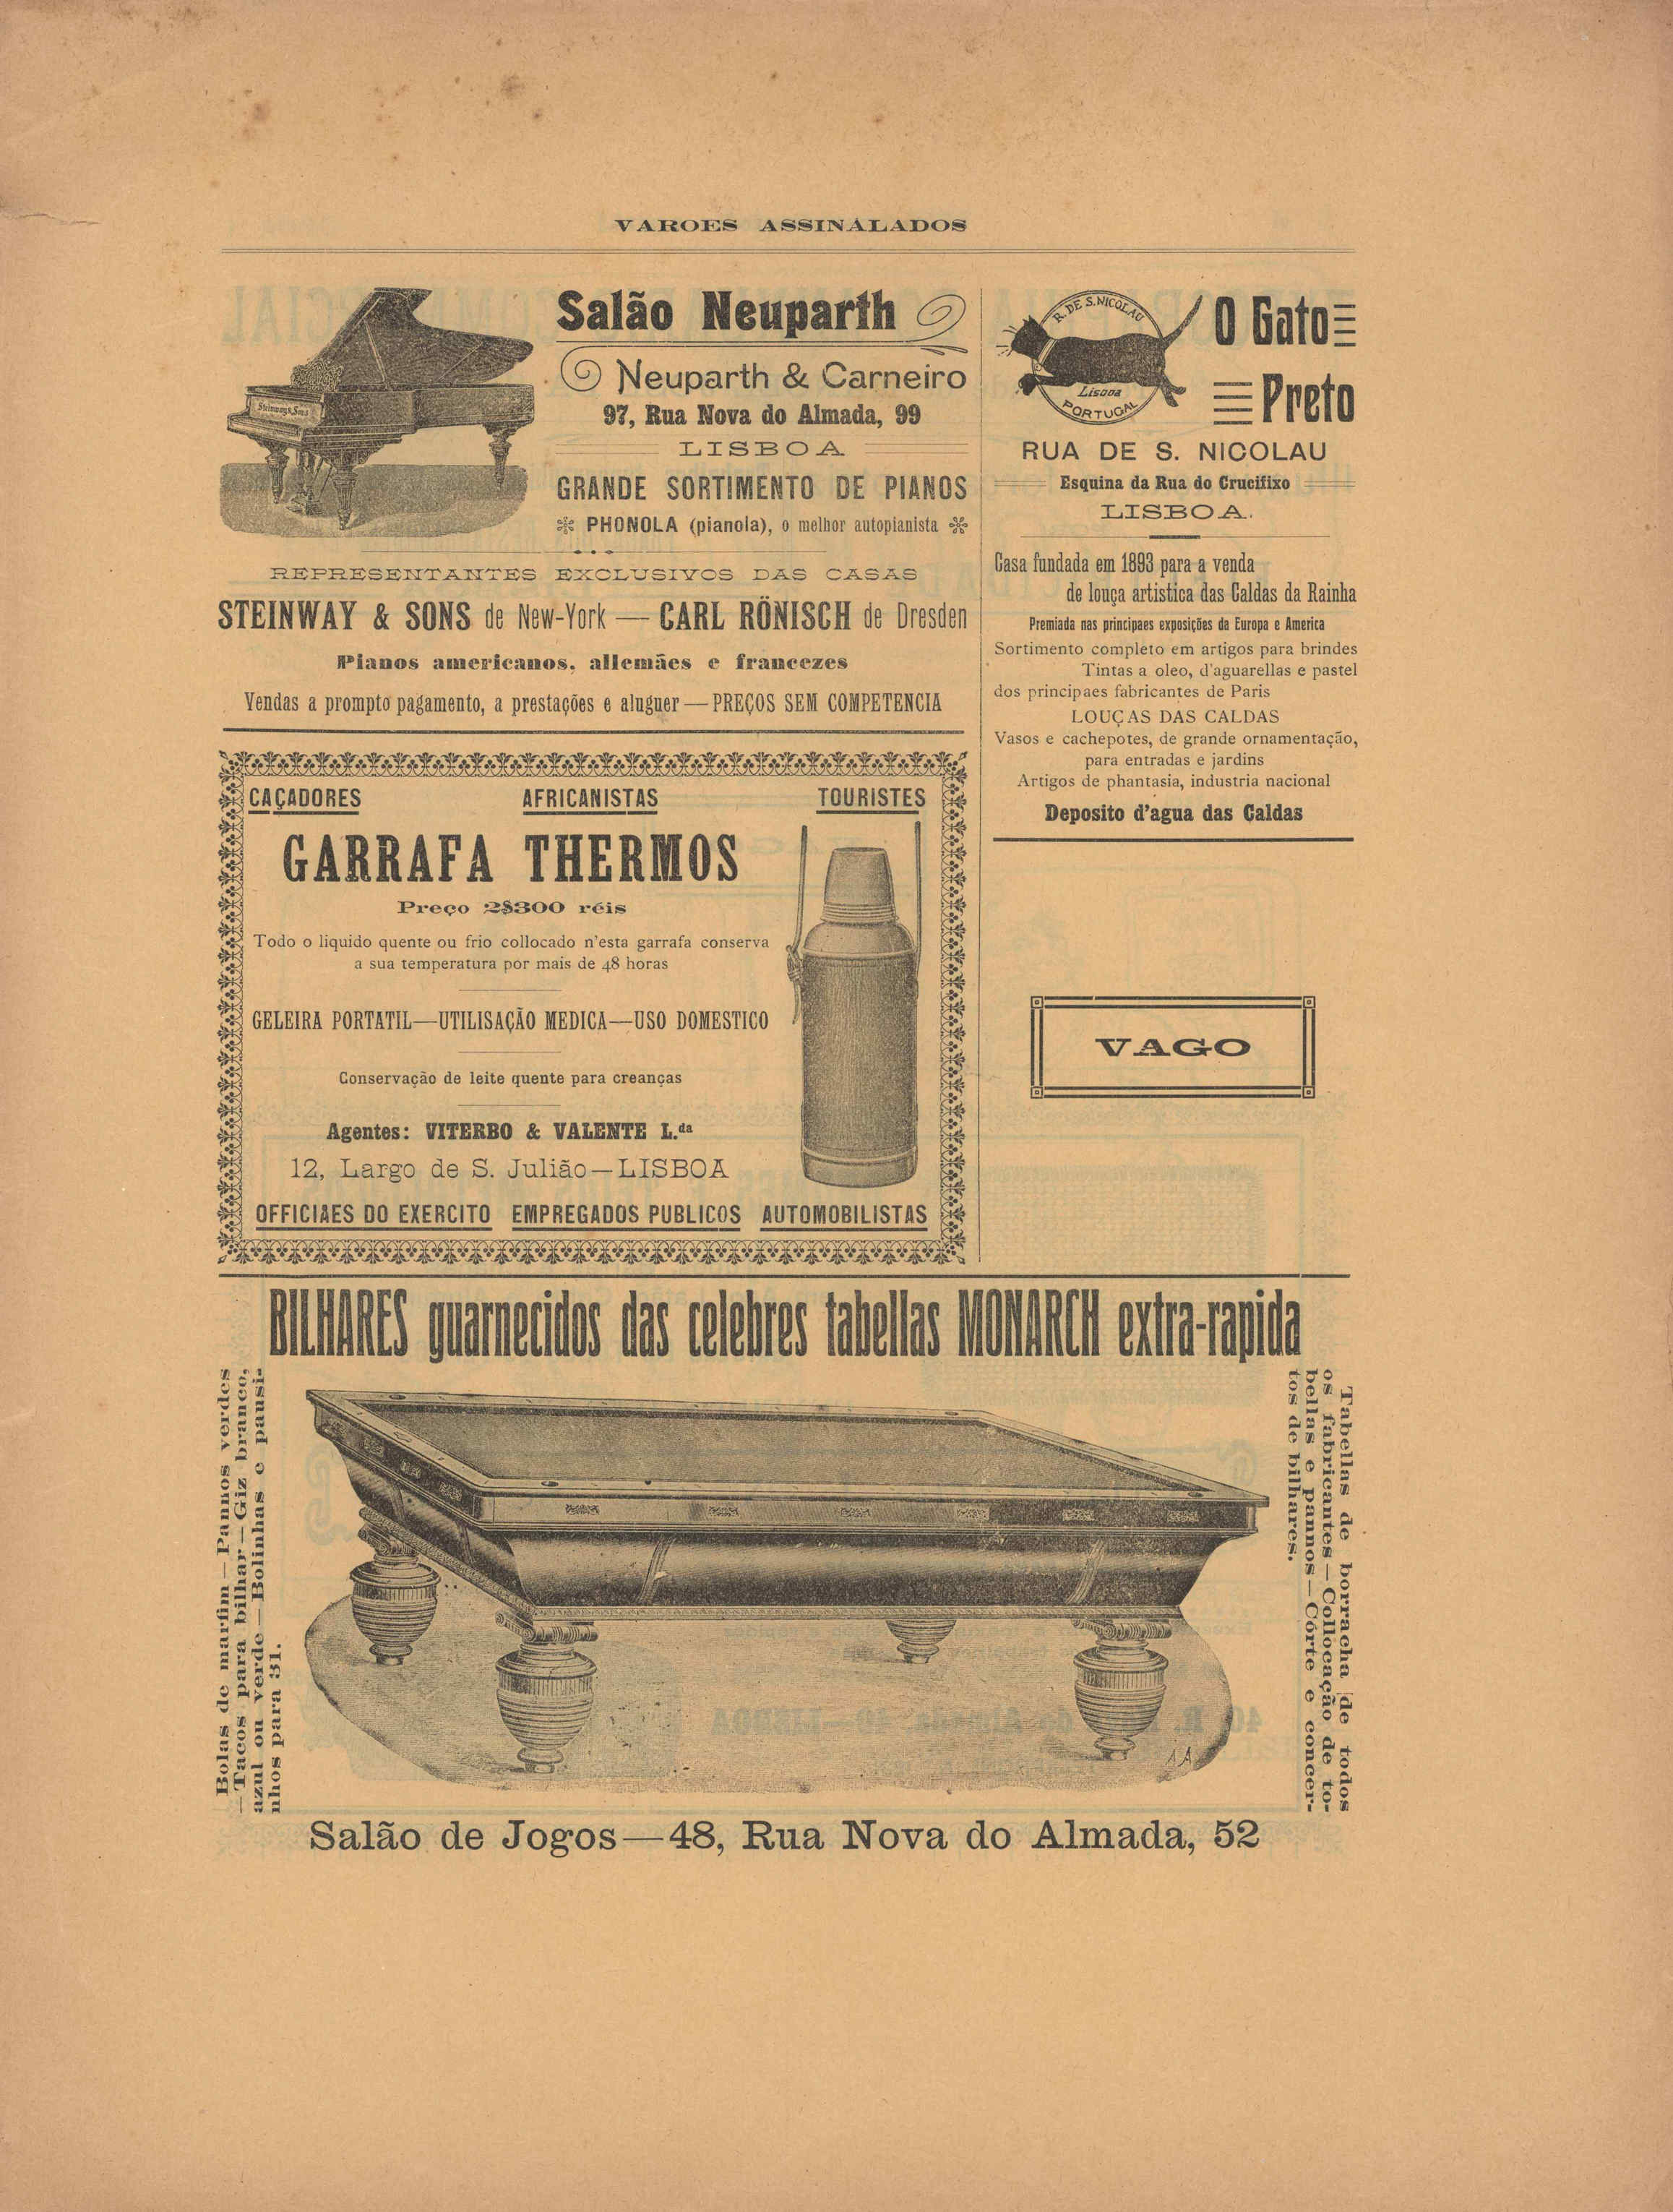 VAROES ASSINALADOS
Steinway & Sons
Salão Neuparth
Neuparth & Carneiro
97, Rua Nova do Almada, 99
LISBOA
GRANDE SORTIMENTO DE PIANOS
PHONOLA (pianola), o melhor autopianista
REPRESENTANTES EXCLUSIVOS DAS CASAS
STEINWAY & SONS de New-York — CARL RÖNISCH de Dresden
Pianos americanos, allemães e francezes
Vendas a prompto pagamento, a prestações e aluguer — PREÇOS SEM COMPETENCIA
R. DE S. NICOLAU
Lisboa
PORTUGAL
O Gato
Preto
RUA DE S. NICOLAU
Esquina da Rua do Crucifixo
LISBOA.
Casa fundada em 1893 para a venda
de louça artistica das Caldas da Rainha
Premiada nas principaes exposições da Europa e America
Sortimento completo em artigos para brindes
Tintas a oleo, d'aguarellas e pastel
dos principaes fabricantes de Paris
LOUÇAS DAS CALDAS
Vasos e cachepotes, de grande ornamentação,
para entradas e jardins
Artigos de phantasia, industria nacional
Deposito d'agua das Caldas
CAÇADORES AFRICANISTAS TOURISTES
GARRAFA THERMOS
Preço 2$300 réis
Todo o liquido quente ou frio collocado n'esta garrafa conserva
a sua temperatura por mais de 48 horas
GELEIRA PORTATIL—UTILISAÇÃO MEDICA—USO DOMESTICO
Conservação de leite quente para creanças
Agentes: VITERBO & VALENTE L.da
12, Largo de S. Julião—LISBOA
OFFICIAES DO EXERCITO EMPREGADOS PUBLICOS AUTOMOBILISTAS
VAGO
BILHARES guarnecidos das celebres tabellas MONARCH extra-rapida
Bolas de marfim—Pannos verdes
—Tacos para bilhar—Giz branco,
azul ou verde—Bolinhas e pausi-
nhos para 31.
Tabellas de borracha de todos
os fabricantes—Collocação de to-
bellas e pannos—Córte e concer-
tos de bilhares.
Salão de Jogos—48, Rua Nova do Almada, 52